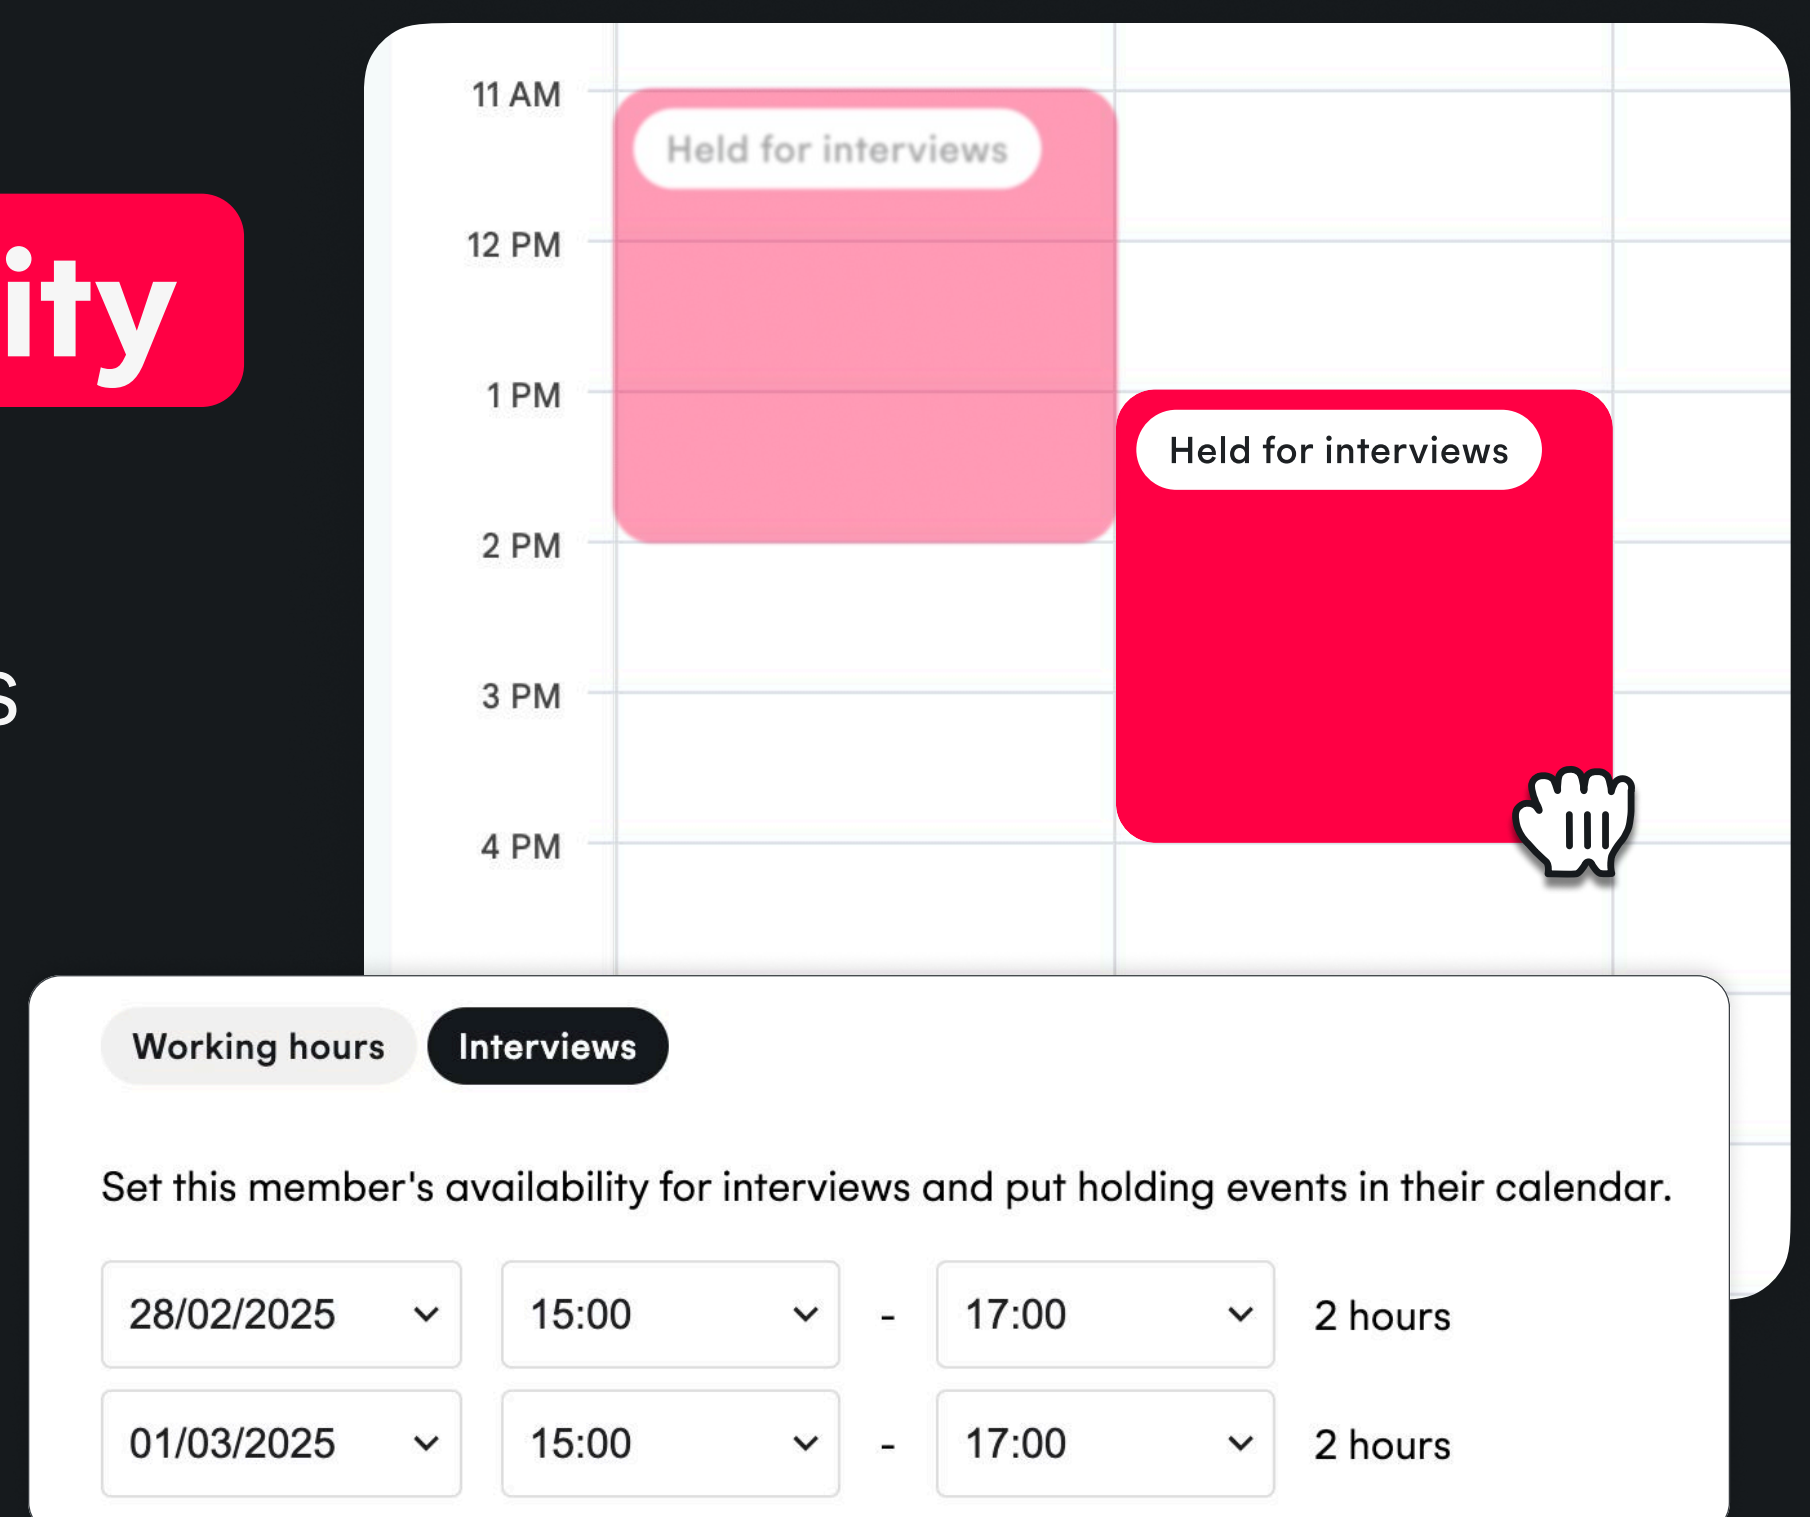 ity
s
11 AM
Held for interviews
12 PM
1 PM
Held for interviews
2 PM
3 PM
4 PM
Working hours Interviews
Set this member's availability for interviews and put holding events in their calendar.
28/02/2025 15:00 - 17:00 2 hours
01/03/2025 15:00 - 17:00 2 hours